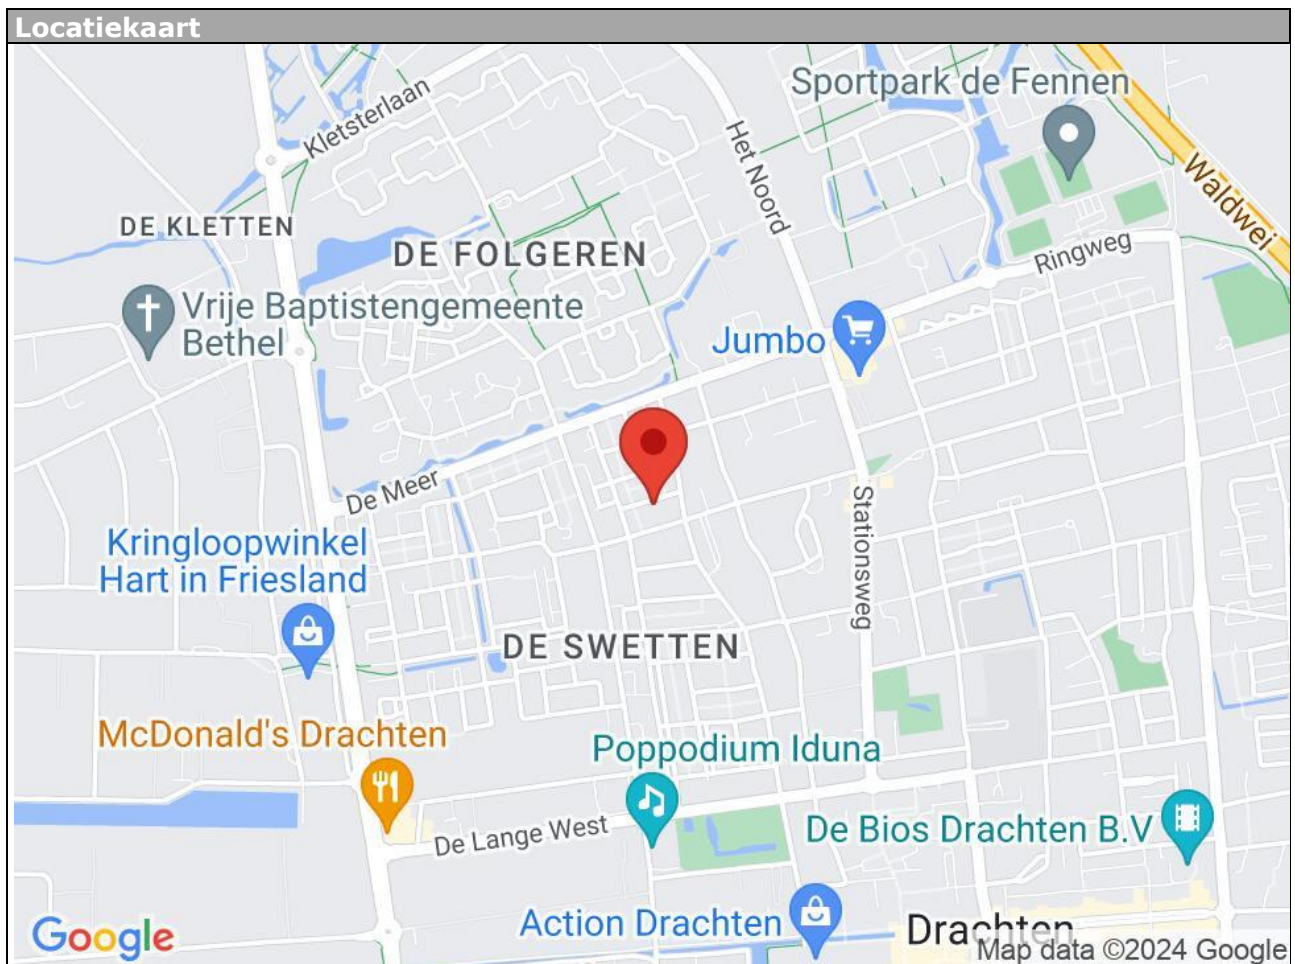 Locatiekaart
Sportpark de Fennen
Kletsterlaan
Het Noord
Waldwei
DE KLETTEN
DE FOLGEREN
Ringweg
Vrije Baptistengemeente
Bethel
Jumbo
De Meer
Stationsweg
Kringloopwinkel
Hart in Friesland
DE SWETTEN
McDonald's Drachten
Poppodium Iduna
De Lange West
De Bios Drachten B.V
Action Drachten
Drachten
Google
Map data ©2024 Google